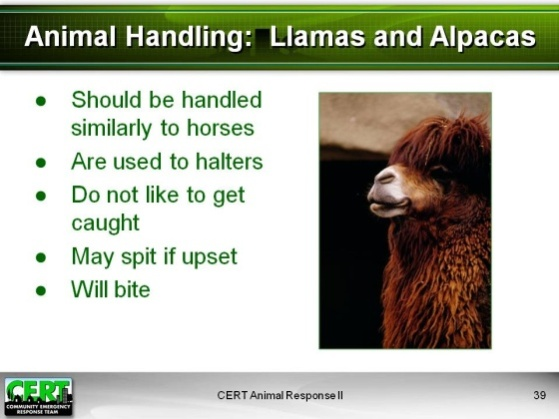 Animal Handling: Llamas and Alpacas
● Should be handled
similarly to horses
● Are used to halters
● Do not like to get
caught
● May spit if upset
● Will bite
CERT
COMMUNITY EMERGENCY
RESPONSE TEAM
CERT Animal Response II
39